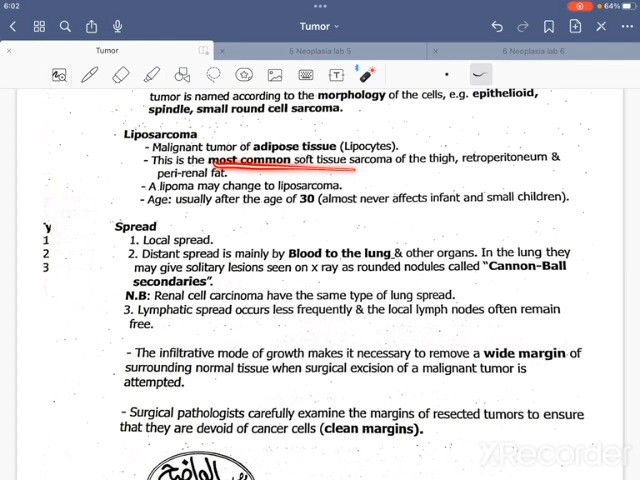 6:02
64%
Tumor
Tumor
5 Neoplasia lab 5
6 Neoplasia lab 6
tumor is named according to the morphology of the cells, e.g. epithelioid,
spindle, small round cell sarcoma.
Liposarcoma
- Malignant tumor of adipose tissue (Lipocytes).
- This is the most common soft tissue sarcoma of the thigh, retroperitoneum &
peri-renal fat.
- A lipoma may change to liposarcoma.
- Age: usually after the age of 30 (almost never affects infant and small children).
Y
1
2
3
Spread
1. Local spread.
2. Distant spread is mainly by Blood to the lung & other organs. In the lung they
may give solitary lesions seen on x ray as rounded nodules called "Cannon-Ball
secondaries".
N.B: Renal cell carcinoma have the same type of lung spread.
3. Lymphatic spread occurs less frequently & the local lymph nodes often remain
free.
- The infiltrative mode of growth makes it necessary to remove a wide margin of
surrounding normal tissue when surgical excision of a malignant tumor is
attempted.
- Surgical pathologists carefully examine the margins of resected tumors to ensure
that they are devoid of cancer cells (clean margins).
الواضح
XRecorder